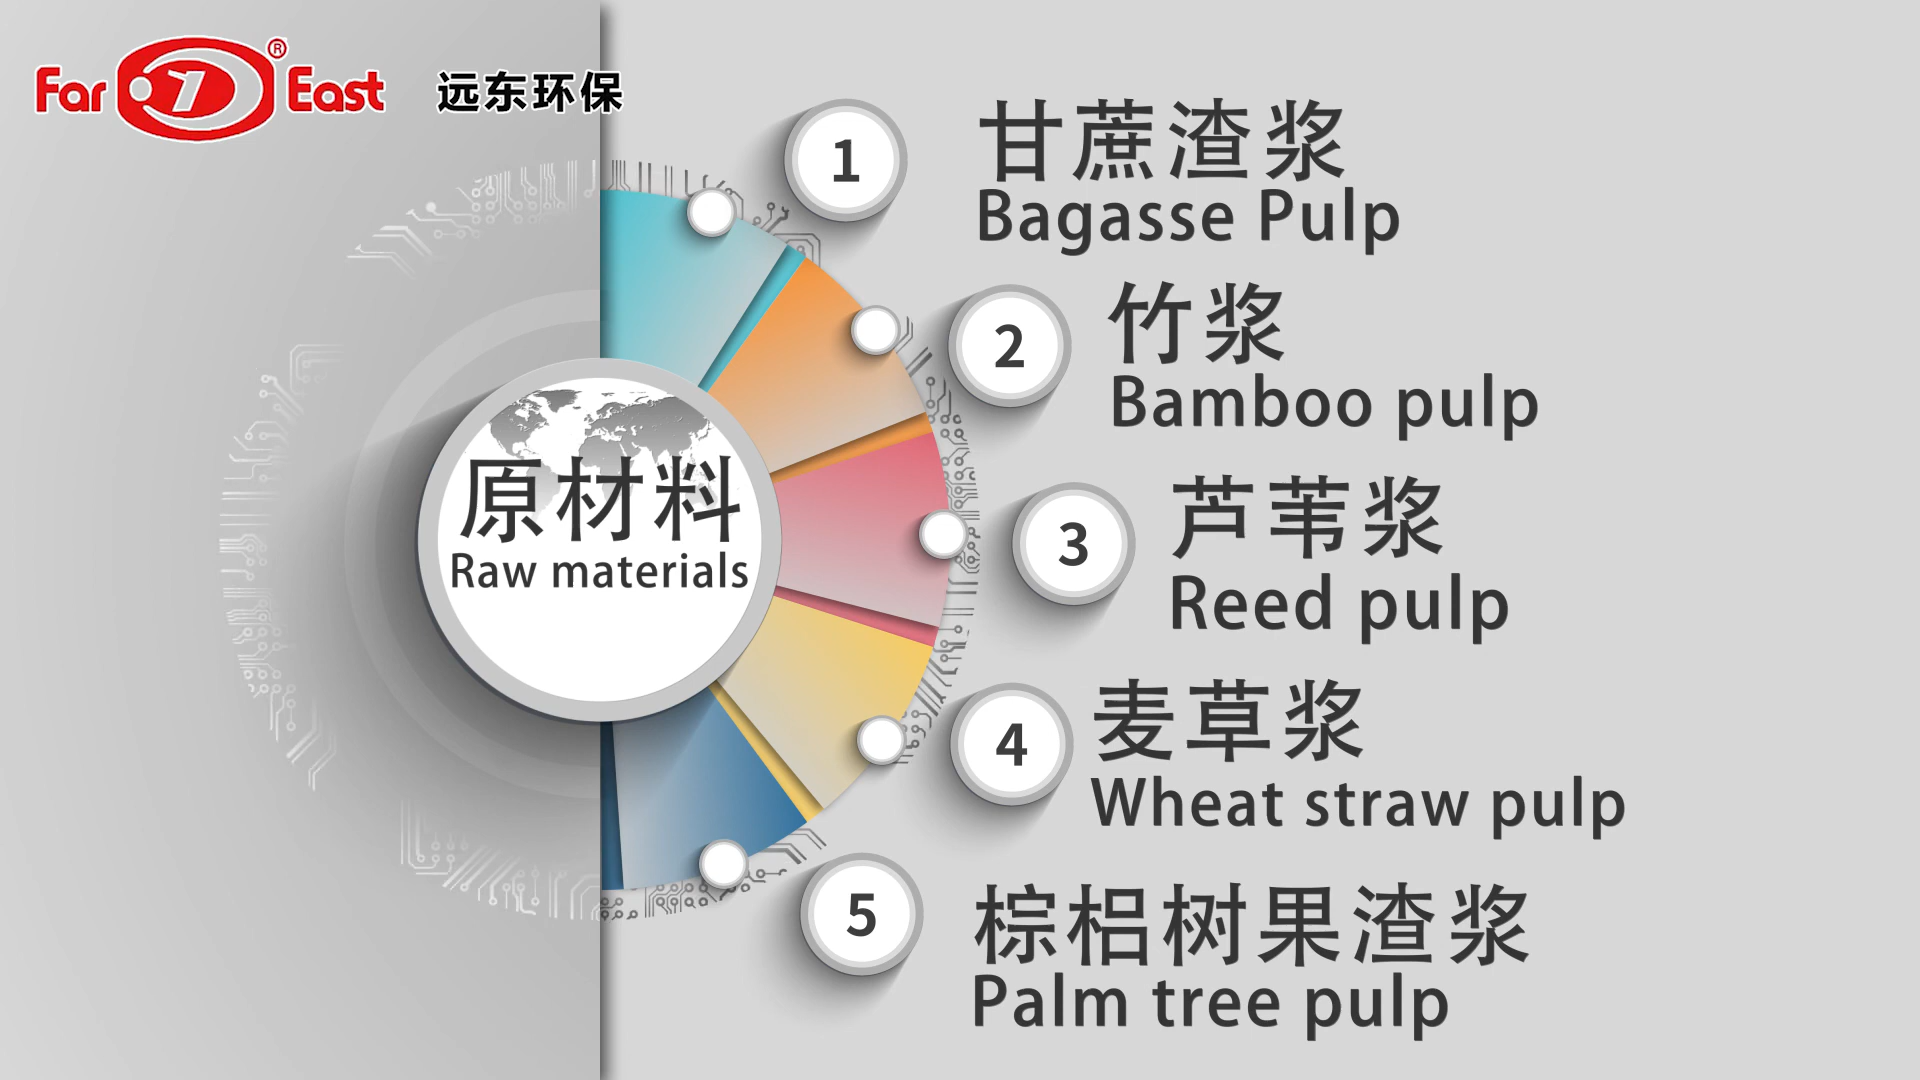 Far East ®
远东环保
原材料
Raw materials
1
甘蔗渣浆
Bagasse Pulp
2
竹浆
Bamboo pulp
3
芦苇浆
Reed pulp
4
麦草浆
Wheat straw pulp
5
棕榈树果渣浆
Palm tree pulp